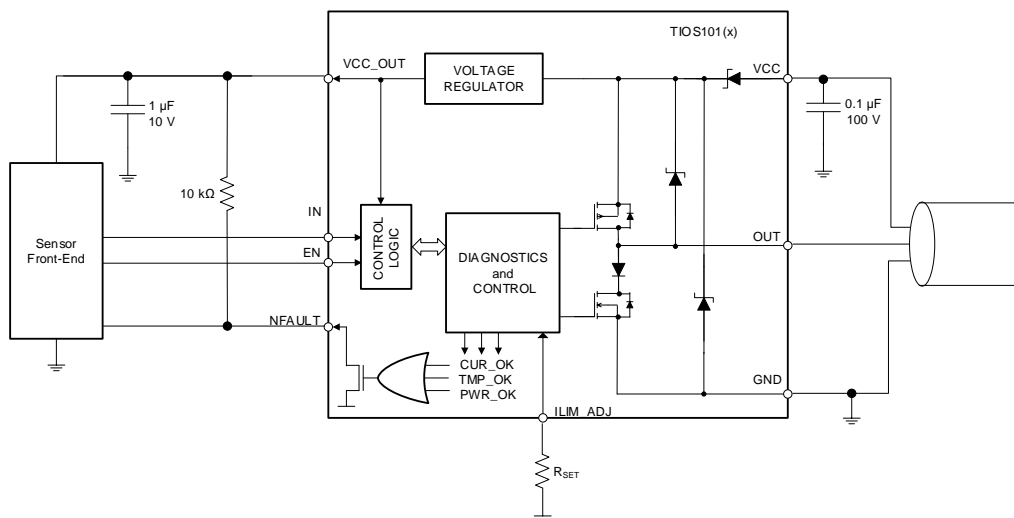 TIOS101(x)
VCC_OUT
VOLTAGE
REGULATOR
VCC
1 µF
10 V
0.1 µF
100 V
10 kΩ
IN
Sensor
Front-End
CONTROL
LOGIC
OUT
EN
DIAGNOSTICS
and
CONTROL
NFAULT
CUR_OK
TMP_OK
PWR_OK
GND
ILIM_ADJ
RSET